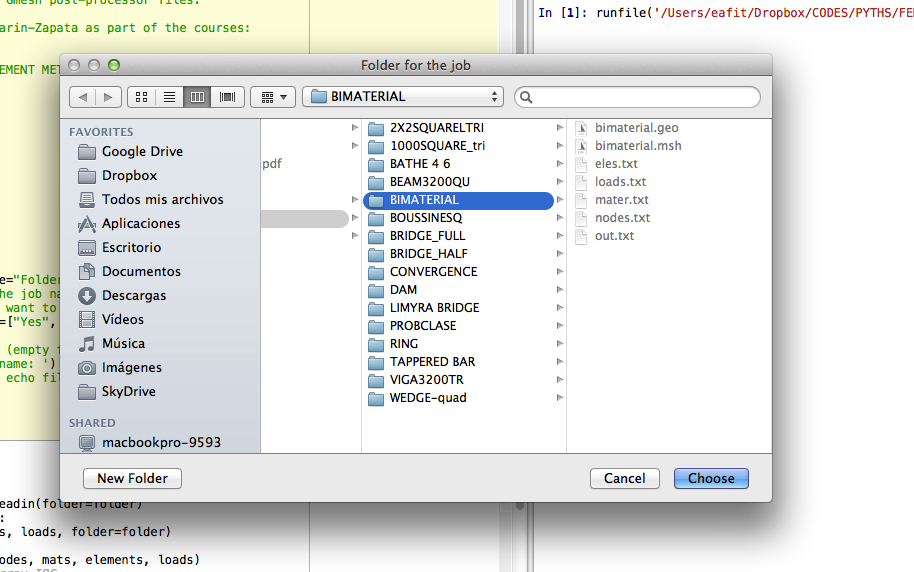 Gmesh post-processor files.
In [1]: runfile('/Users/eafit/Dropbox/CODES/PYTHS/FE
arin-Zapata as part of the courses:
Folder for the job
EMENT MET
BIMATERIAL
FAVORITES
Google Drive
Dropbox
Todos mis archivos
Aplicaciones
Escritorio
Documentos
Descargas
Vídeos
Música
Imágenes
SkyDrive
SHARED
macbookpro-9593
pdf
2X2SQUARELTRI
1000SQUARE_tri
BATHE 4 6
BEAM3200QU
BIMATERIAL
BOUSSINESQ
BRIDGE_FULL
BRIDGE_HALF
CONVERGENCE
DAM
LIMYRA BRIDGE
PROBCLASE
RING
TAPPERED BAR
VIGA3200TR
WEDGE-quad
bimaterial.geo
bimaterial.msh
eles.txt
loads.txt
mater.txt
nodes.txt
out.txt
e="Folder
he job na
want to
=["Yes",
(empty
name: ')
echo fil
New Folder
Cancel
Choose
eadin(folder=folder)
:
s, loads, folder=folder)
odes, mats, elements, loads)